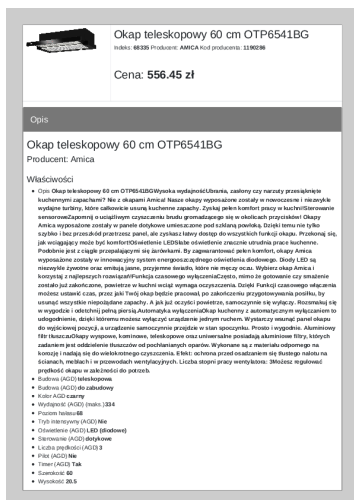 Okap teleskopowy 60 cm OTP6541BG
Indeks: 68335 Producent: AMICA Kod producenta: 1190286
Cena: 556.45 zł
Opis
Okap teleskopowy 60 cm OTP6541BG
Producent: Amica
Właściwości
Opis Okap teleskopowy 60 cm OTP6541BGWysoka wydajnośćUbrania, zasłony czy narzuty przesiąknięte
kuchennymi zapachami? Nie z okapami Amica! Nasze okapy wyposażone zostały w nowoczesne i niezwykle
wydajne turbiny, które całkowicie usuną kuchenne zapachy. Zyskaj pełen komfort pracy w kuchni!Sterowanie
sensoroweZapomnij o uciążliwym czyszczeniu brudu gromadzącego się w okolicach przycisków! Okapy
Amica wyposażone zostały w panele dotykowe umieszczone pod szklaną powłoką. Dzięki temu nie tylko
szybko i bez przeszkód przetrzesz panel, ale zyskasz łatwy dostęp do wszystkich funkcji okapu. Przekonaj się,
jak wciągający może być komfort!Oświetlenie LEDSłabe oświetlenie znacznie utrudnia prace kuchenne.
Podobnie jest z ciągle przepalającymi się żarówkami. By zagwarantować pełen komfort, okapy Amica
wyposażone zostały w innowacyjny system energooszczędnego oświetlenia diodowego. Diody LED są
niezwykle żywotne oraz emitują jasne, przyjemne światło, które nie męczy oczu. Wybierz okap Amica i
korzystaj z najlepszych rozwiązań!Funkcja czasowego wyłączeniaCzęsto, mimo że gotowanie czy smażenie
zostało już zakończone, powietrze w kuchni wciąż wymaga oczyszczenia. Dzięki Funkcji czasowego włączenia
możesz ustawić czas, przez jaki Twój okap będzie pracował, po zakończeniu przygotowywania posiłku, by
usunąć wszystkie niepożądane zapachy. A jak już oczyści powietrze, samoczynnie się wyłączy. Rozsmakuj się
w wygodzie i odetchnij pełną piersią.Automatyka wyłączeniaOkap kuchenny z automatycznym wyłączaniem to
udogodnienie, dzięki któremu możesz wyłączyć urządzenie jednym ruchem. Wystarczy wsunąć panel okapu
do wyjściowej pozycji, a urządzenie samoczynnie przejdzie w stan spoczynku. Prosto i wygodnie. Aluminiowy
filtr tłuszczaOkapy wyspowe, kominowe, teleskopowe oraz uniwersalne posiadają aluminiowe filtry, których
zadaniem jest oddzielenie tłuszczów od pochłanianych oparów. Wykonane są z materiału odpornego na
korozję i nadają się do wielokrotnego czyszczenia. Efekt: ochrona przed osadzaniem się tłustego nalotu na
ścianach, meblach i w przewodach wentylacyjnych. Liczba stopni pracy wentylatora: 3Możesz regulować
prędkość okapu w zależności do potrzeb.
Budowa (AGD) teleskopowa
Budowa (AGD) do zabudowy
Kolor AGD czarny
Wydajność (AGD) (maks.) 344
Poziom hałasu 68
Tryb intensywny (AGD) Nie
Oświetlenie (AGD) LED (diodowe)
Sterowanie (AGD) dotykowe
Liczba prędkości (AGD) 3
Pilot (AGD) Nie
Timer (AGD) Tak
Szerokość 60
Wysokość 20.5